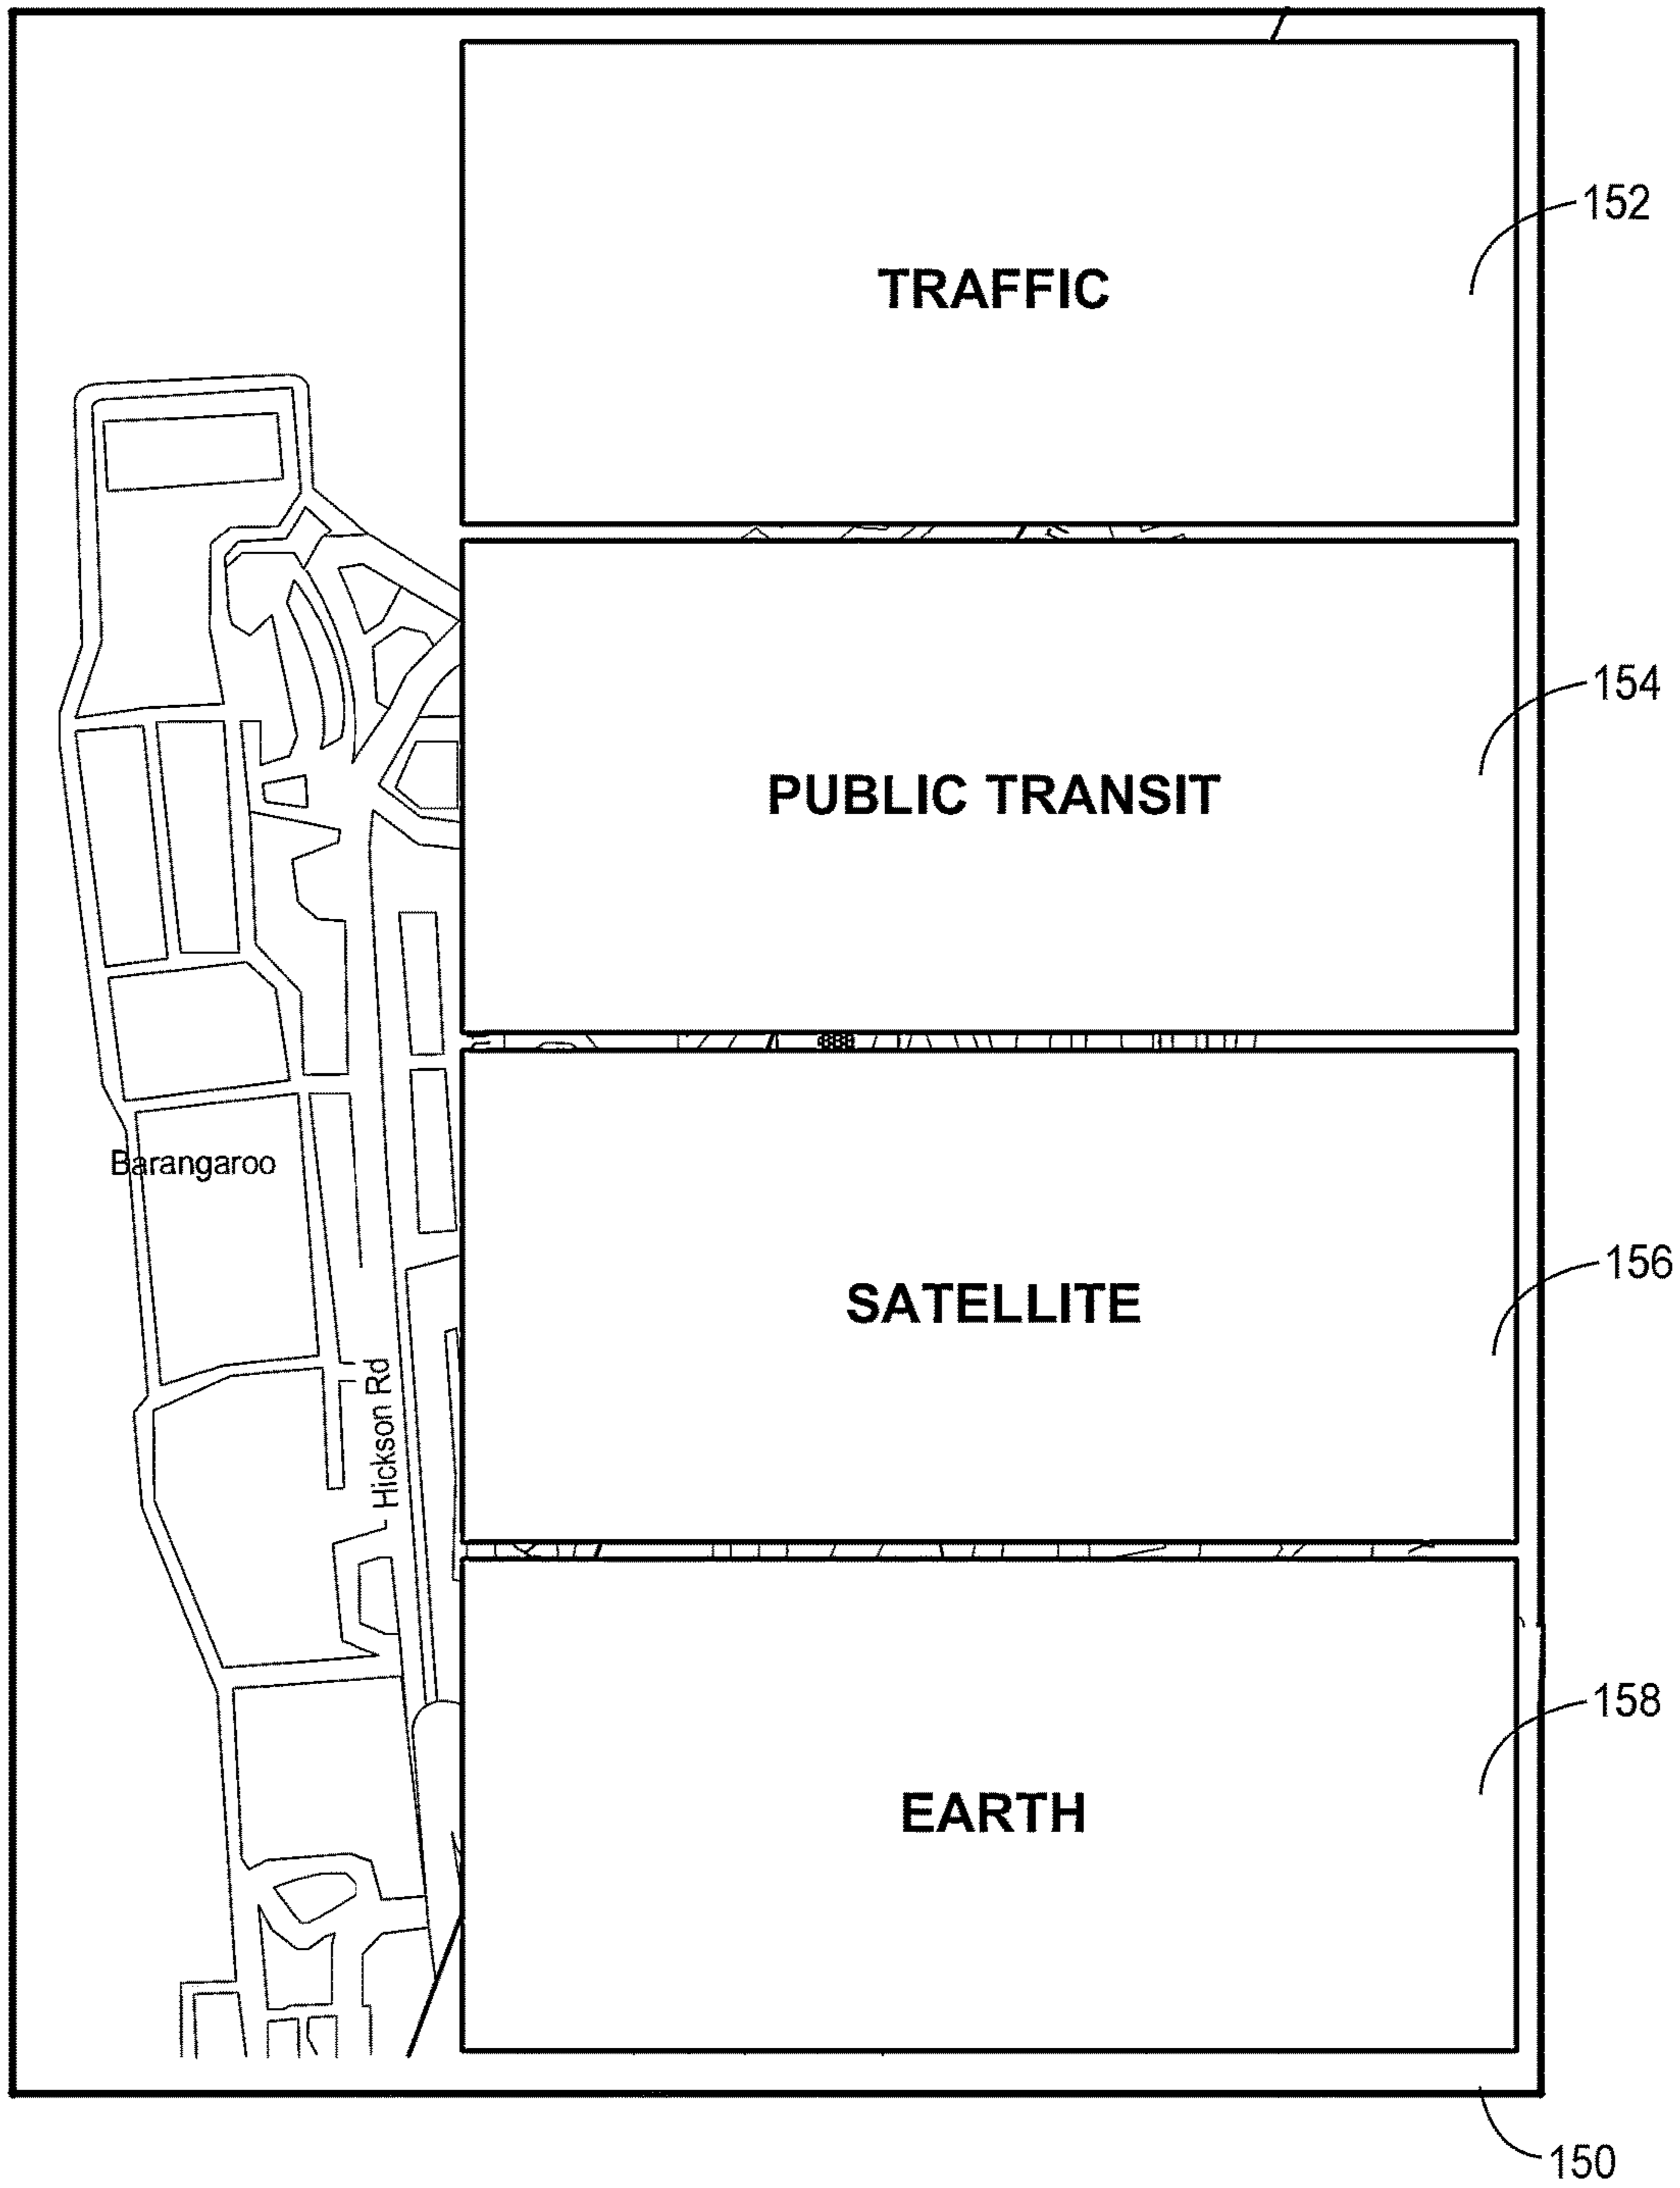 152
TRAFFIC
154
PUBLIC TRANSIT
Barangaroo
156
SATELLITE
Hickson Rd
158
EARTH
150